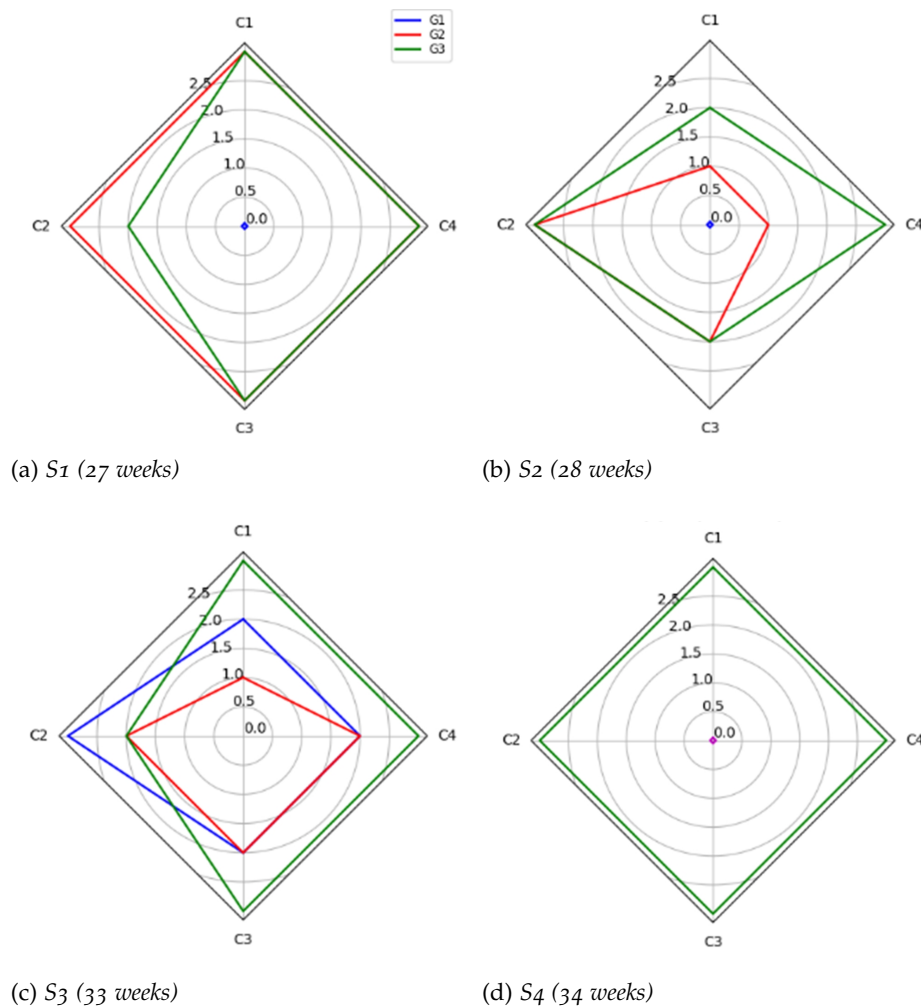 C1
G1
G2
G3
2.5
2.0
1.5
1.0
0.5
0.0
C2
C4
C3
(a) S1 (27 weeks)
C1
2.5
2.0
1.5
1.0
0.5
0.0
C2
C4
C3
(b) S2 (28 weeks)
C1
2.5
2.0
1.5
1.0
0.5
0.0
C2
C4
C3
(c) S3 (33 weeks)
C1
2.5
2.0
1.5
1.0
0.5
0.0
C2
C4
C3
(d) S4 (34 weeks)